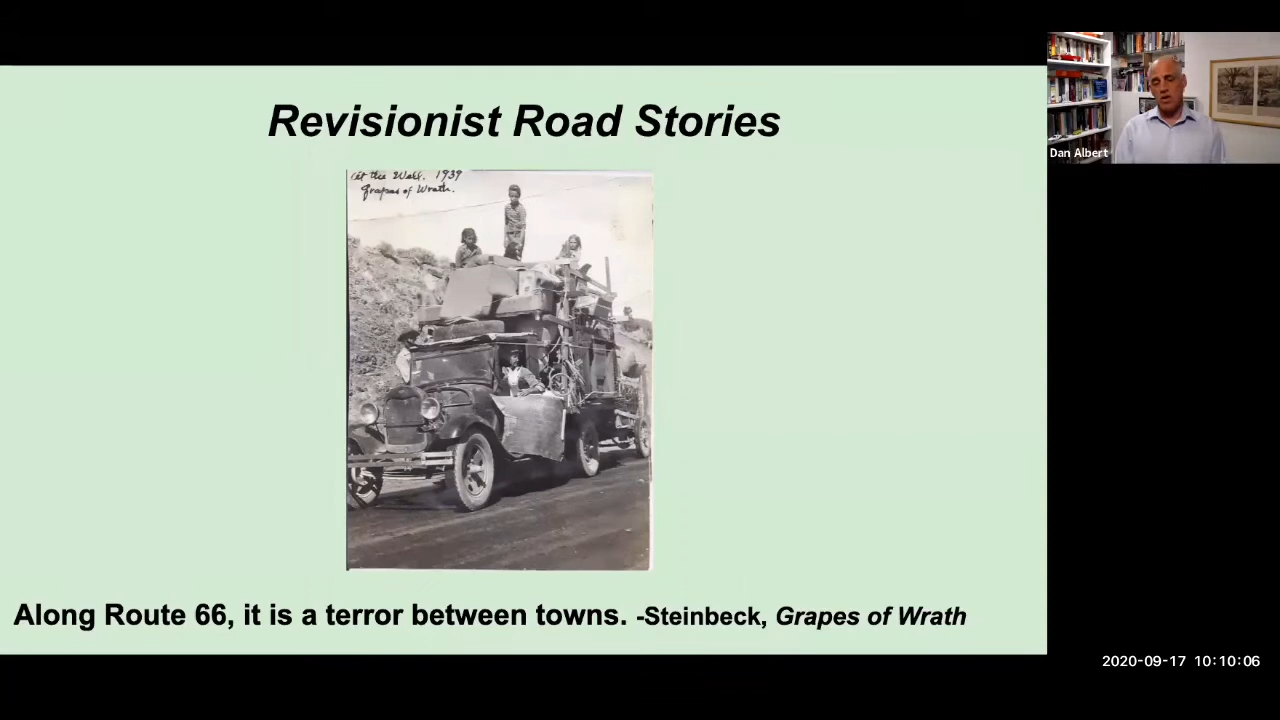 Revisionist Road Stories
Dan Albert
At the Well. 1939
Grapes of Wrath.
Along Route 66, it is a terror between towns. -Steinbeck, Grapes of Wrath
2020-09-17 10:10:06